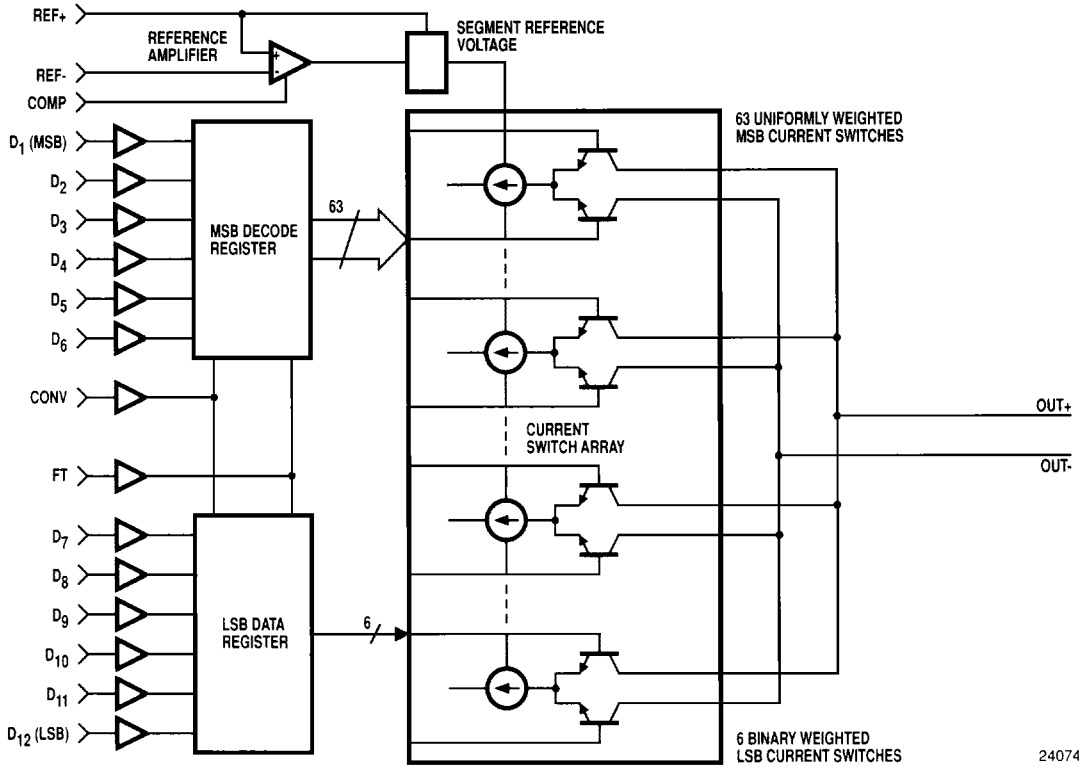 REF+
REFERENCE
AMPLIFIER
+
-
SEGMENT REFERENCE
VOLTAGE
REF-
COMP
D1 (MSB)
D2
D3
D4
D5
D6
MSB DECODE
REGISTER
63
63 UNIFORMLY WEIGHTED
MSB CURRENT SWITCHES
CONV
FT
CURRENT
SWITCH ARRAY
OUT+
OUT-
D7
D8
D9
D10
D11
D12 (LSB)
LSB DATA
REGISTER
6
6 BINARY WEIGHTED
LSB CURRENT SWITCHES
24074